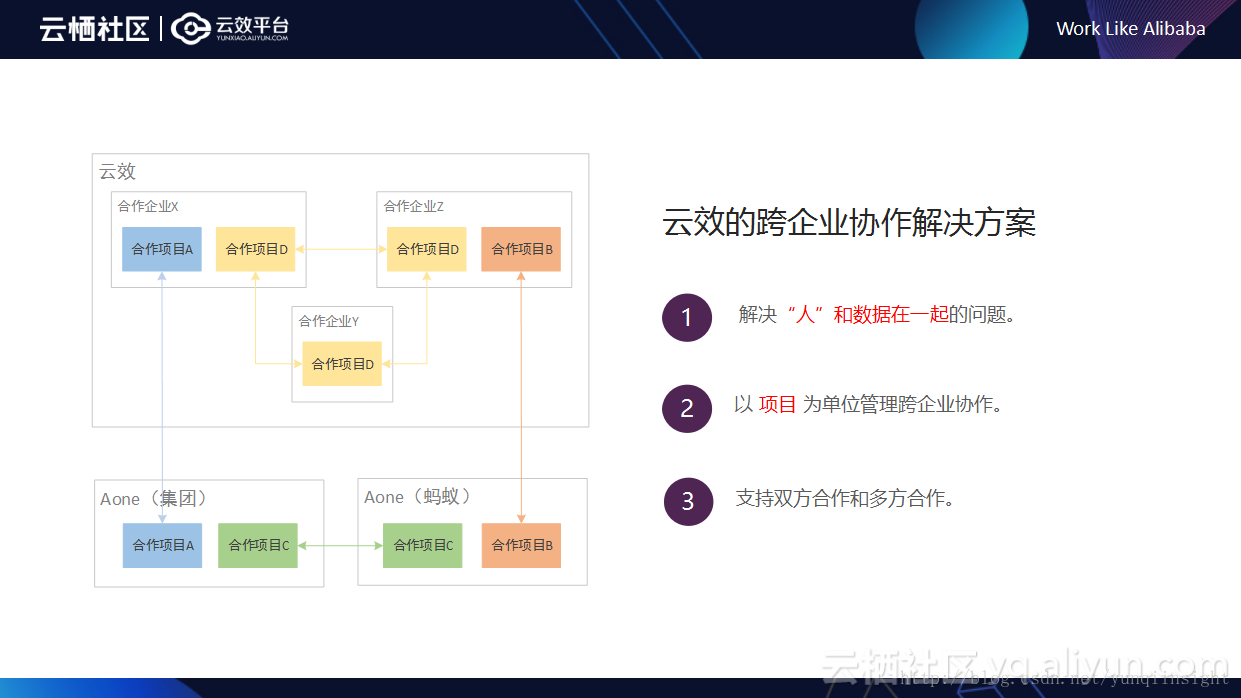 云栖社区 云效平台
YUNXIAO.ALIYUN.COM
Work Like Alibaba
云效
合作企业X
合作项目A
合作项目D
合作企业Z
合作项目D
合作项目B
合作企业Y
合作项目D
Aone（集团）
合作项目A
合作项目C
Aone（蚂蚁）
合作项目C
合作项目B
云效的跨企业协作解决方案
1 解决“人”和数据在一起的问题。
2 以 项目 为单位管理跨企业协作。
3 支持双方合作和多方合作。
云栖社区 yq.aliyun.com
http://blog.csdn.net/yunqiinsight